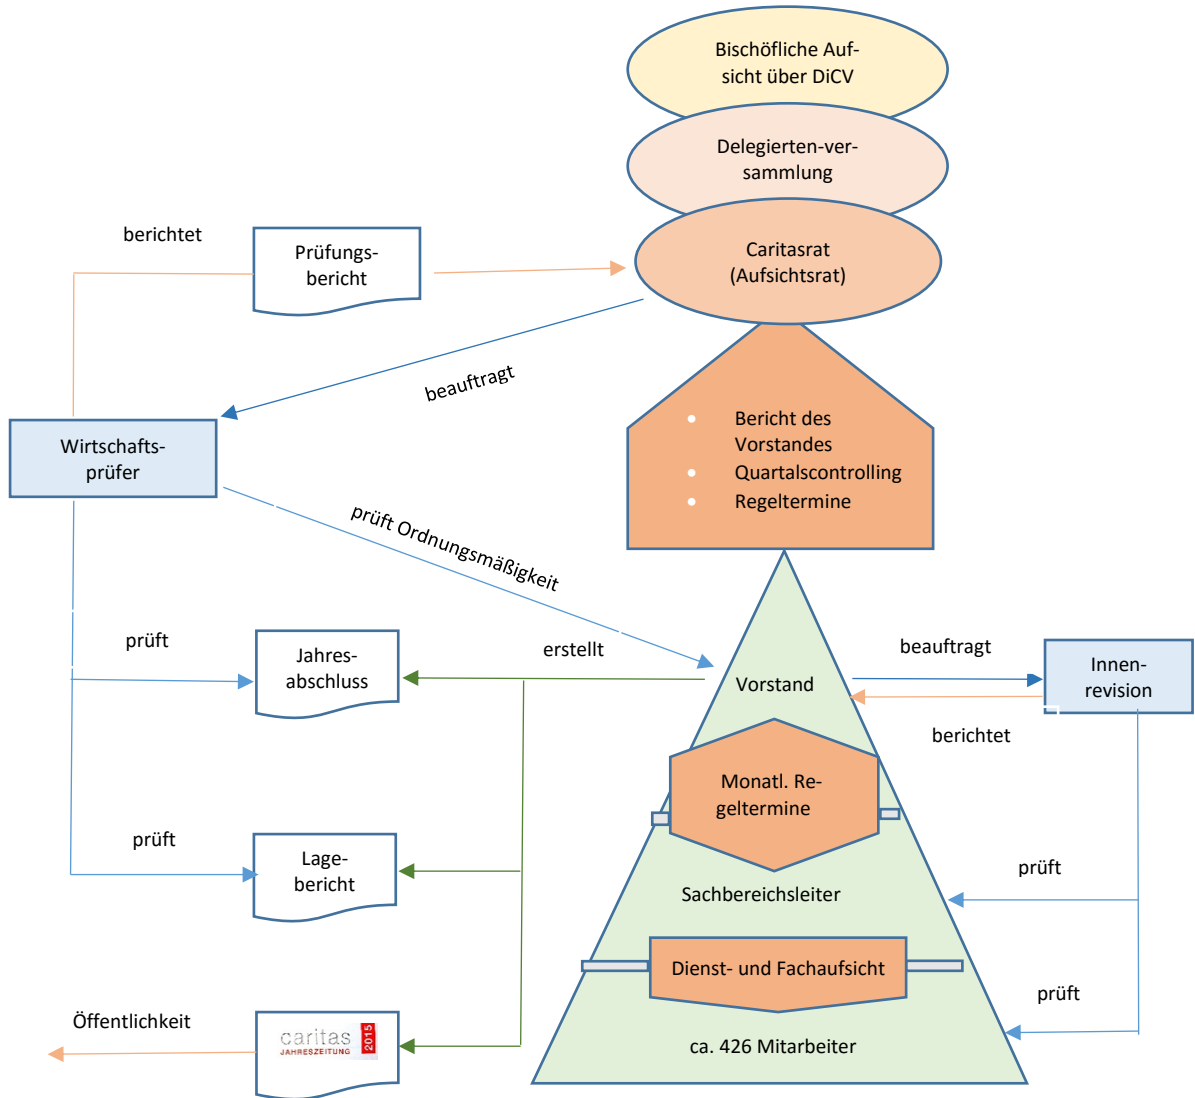 Bischöfliche Auf-
sicht über DiCV
Delegierten-ver-
sammlung
Caritasrat
(Aufsichtsrat)
berichtet
Prüfungs-
bericht
beauftragt
Wirtschafts-
prüfer
• Bericht des
Vorstandes
• Quartalscontrolling
• Regeltermine
prüft Ordnungsmäßigkeit
prüft
Jahres-
abschluss
erstellt
Vorstand
beauftragt
Innen-
revision
berichtet
Monatl. Re-
geltermine
prüft
Lage-
bericht
Sachbereichsleiter
prüft
Dienst- und Fachaufsicht
prüft
Öffentlichkeit
caritas
JAHRESZEITUNG
2015
ca. 426 Mitarbeiter